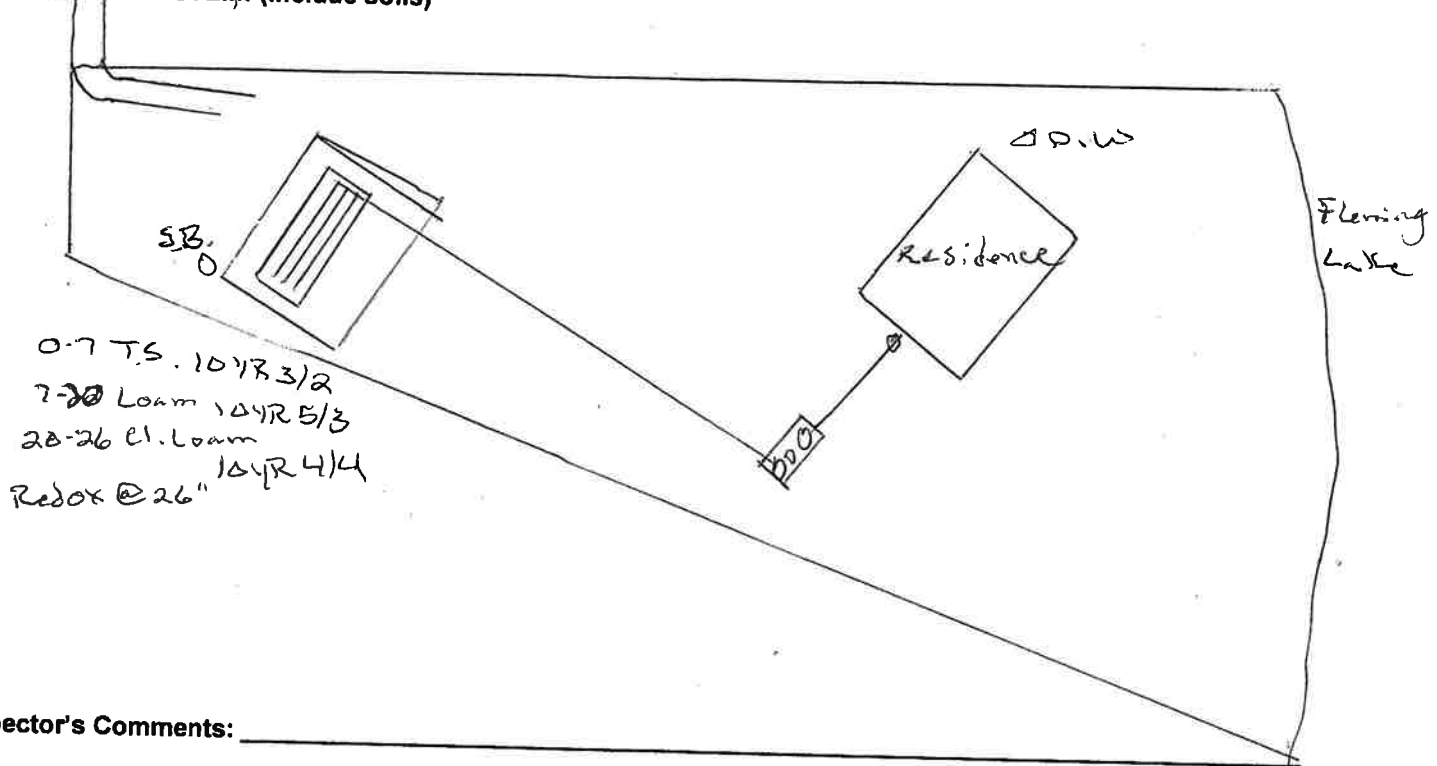 (include soils)
Δ D.W
Residence
Fleming
Lake
S.B.
0-7 T.S. 10YR 3/2
7-20 Loam 10YR 5/3
20-26 Cl. Loam
10YR 4/4
Redox @ 26"
ector's Comments: